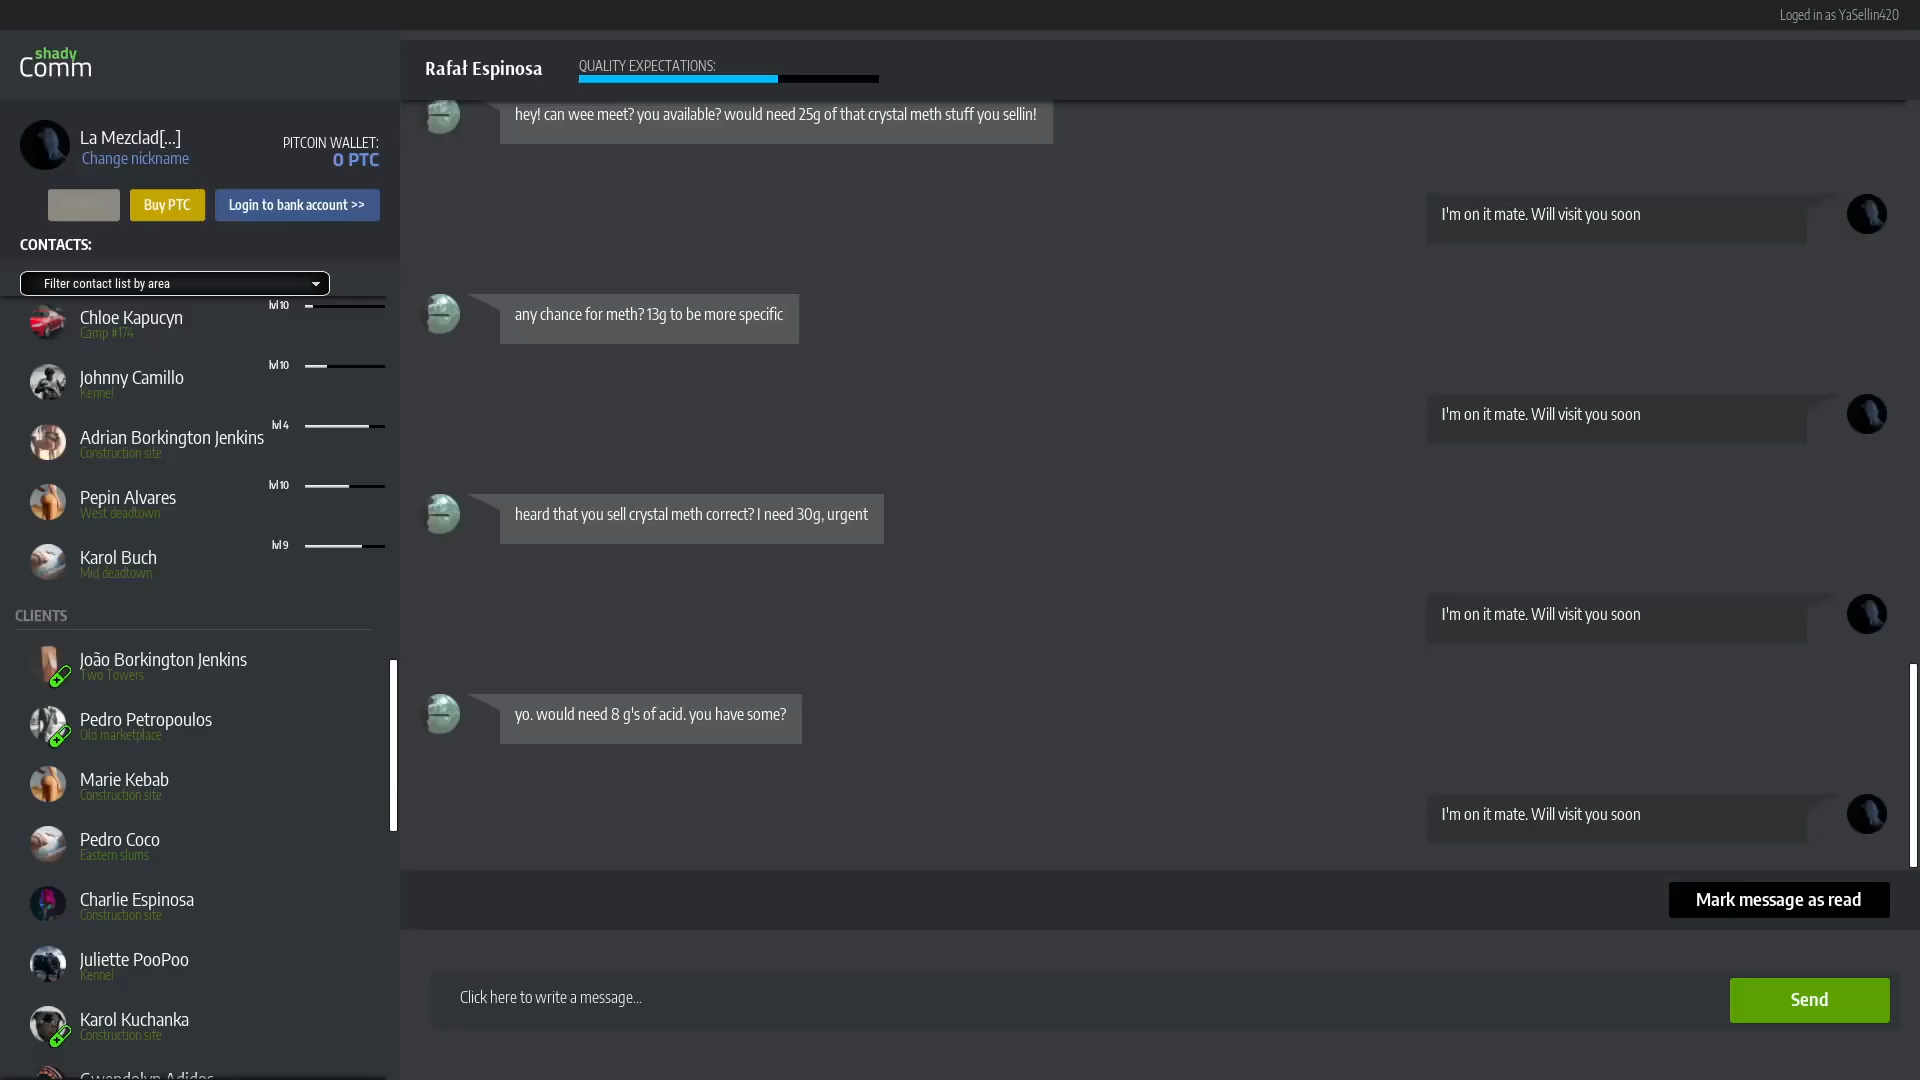 Loged in as YaSellin420
shady
Comm
Rafał Espinosa
QUALITY EXPECTATIONS:
La Mezclad[...]
Change nickname
PITCOIN WALLET:
0 PTC
Buy PTC
Login to bank account >>
CONTACTS:
Filter contact list by area
Chloe Kapucyn
lvl 10
Camp #174
Johnny Camillo
lvl 10
Kennel
Adrian Borkington Jenkins
lvl 4
Construction site
Pepin Alvares
lvl 10
West deadtown
Karol Buch
lvl 9
Mid deadtown
CLIENTS
João Borkington Jenkins
Two Towers
Pedro Petropoulos
Old marketplace
Marie Kebab
Construction site
Pedro Coco
Eastern slums
Charlie Espinosa
Construction site
Juliette PooPoo
Kennel
Karol Kuchanka
Construction site
Gwendolyn Adidos
hey! can wee meet? you available? would need 25g of that crystal meth stuff you sellin!
I'm on it mate. Will visit you soon
any chance for meth? 13g to be more specific
I'm on it mate. Will visit you soon
heard that you sell crystal meth correct? I need 30g, urgent
I'm on it mate. Will visit you soon
yo. would need 8 g's of acid. you have some?
I'm on it mate. Will visit you soon
Mark message as read
Click here to write a message...
Send